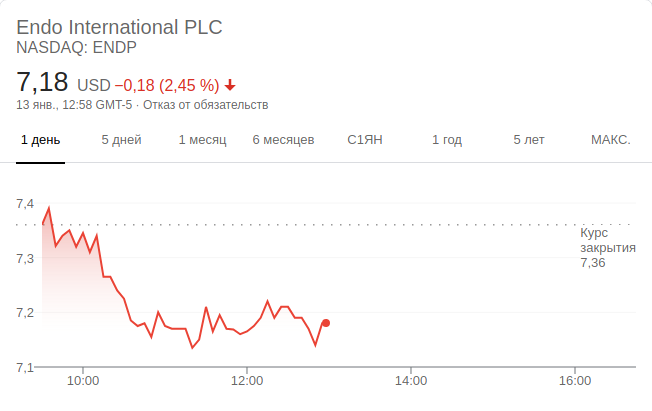 Endo International PLC
NASDAQ: ENDP
7,18 USD −0,18 (2,45 %)
13 янв., 12:58 GMT-5 · Отказ от обязательств
1 день 5 дней 1 месяц 6 месяцев С1ЯН 1 год 5 лет МАКС.
7,4
Курс
закрытия
7,36
7,3
7,2
7,1
10:00 12:00 14:00 16:00